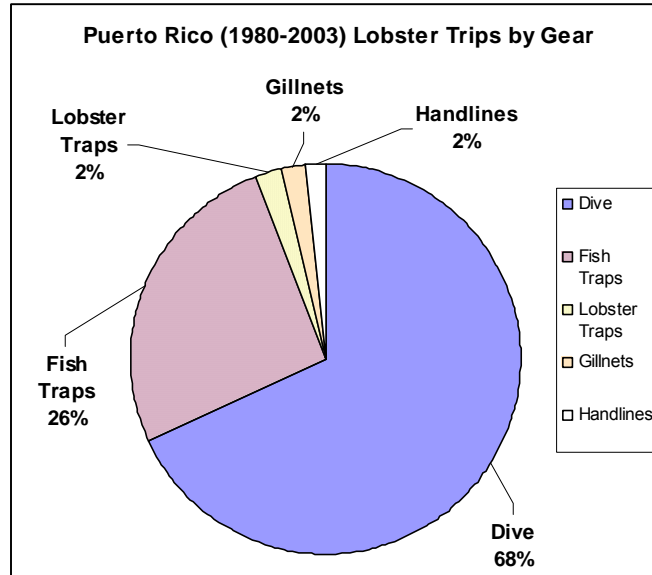 Puerto Rico (1980-2003) Lobster Trips by Gear
Gillnets
2%
Handlines
2%
Lobster
Traps
2%
Fish
Traps
26%
Dive
68%
Dive
Fish
Traps
Lobster
Traps
Gillnets
Handlines